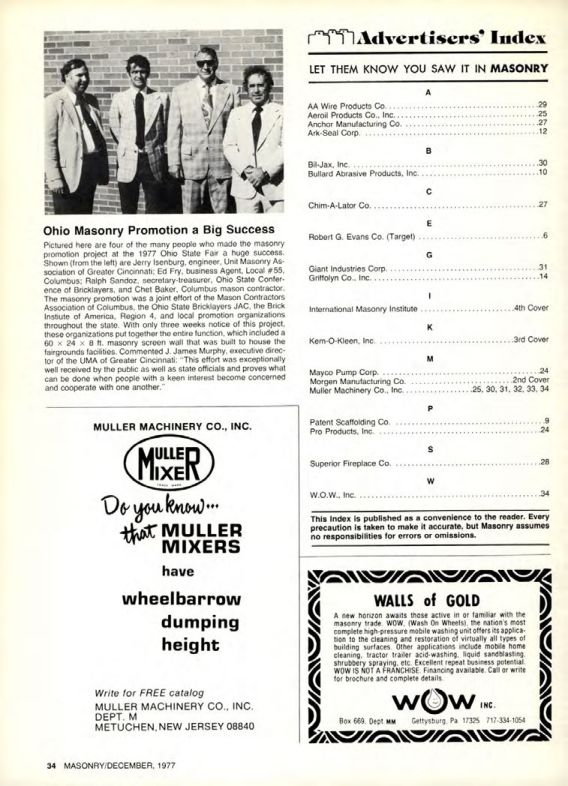 Ohio Masonry Promotion a Big Success
Pictured here are four of the many people who made the masonry
promotion project at the 1977 Ohio State Fair a huge success.
Shown (from the left) are Jerry Isenburg, engineer, Unit Masonry As-
sociation of Greater Cincinnati; Ed Fry, business Agent, Local #55,
Columbus; Ralph Sandoz, secretary-treasurer, Ohio State Confer-
ence of Bricklayers, and Chet Baker, Columbus mason contractor.
The masonry promotion was a joint effort of the Mason Contractors
Association of Columbus, the Ohio State Bricklayers JAC, the Brick
Institute of America, Region 4, and local promotion organizations
throughout the state. With only three weeks notice of this project,
these organizations put together the entire function, which included a
60 × 24 × 8 ft. masonry screen wall that was built to house the
fairgrounds facilities. Commented J. James Murphy, executive direc-
tor of the UMA of Greater Cincinnati: "This effort was exceptionally
well received by the public as well as state officials and proves what
can be done when people with a keen interest become concerned
and cooperate with one another."
MULLER MACHINERY CO., INC.
MULLER
MIXER
TRADE MARK
Do you know...
that MULLER
MIXERS
have
wheelbarrow
dumping
height
Write for FREE catalog
MULLER MACHINERY CO., INC.
DEPT. M
METUCHEN, NEW JERSEY 08840
Advertisers' Index
LET THEM KNOW YOU SAW IT IN MASONRY
A
AA Wire Products Co. 29
Aeroil Products Co., Inc. 25
Anchor Manufacturing Co. 27
Ark-Seal Corp. 12
B
Bil-Jax, Inc. 30
Bullard Abrasive Products, Inc. 10
C
Chim-A-Lator Co. 27
E
Robert G. Evans Co. (Target) 6
G
Giant Industries Corp. 31
Griffolyn Co., Inc. 14
I
International Masonry Institute 4th Cover
K
Kem-O-Kleen, Inc. 3rd Cover
M
Mayco Pump Corp. 24
Morgen Manufacturing Co. 2nd Cover
Muller Machinery Co., Inc. 25, 30, 31, 32, 33, 34
P
Patent Scaffolding Co. 9
Pro Products, Inc. 24
S
Superior Fireplace Co. 28
W
W.O.W., Inc. 34
This Index is published as a convenience to the reader. Every
precaution is taken to make it accurate, but Masonry assumes
no responsibilities for errors or omissions.
WALLS of GOLD
A new horizon awaits those active in or familiar with the
masonry trade. WOW, (Wash On Wheels), the nation's most
complete high-pressure mobile washing unit offers its applica-
tion to the cleaning and restoration of virtually all types of
building surfaces. Other applications include mobile home
cleaning, tractor trailer acid-washing, liquid sandblasting,
shrubbery spraying, etc. Excellent repeat business potential.
WOW IS NOT A FRANCHISE. Financing available. Call or write
for brochure and complete details.
WOW INC.
Box 669, Dept MM Gettysburg, Pa. 17325 717-334-1054
34 MASONRY/DECEMBER, 1977